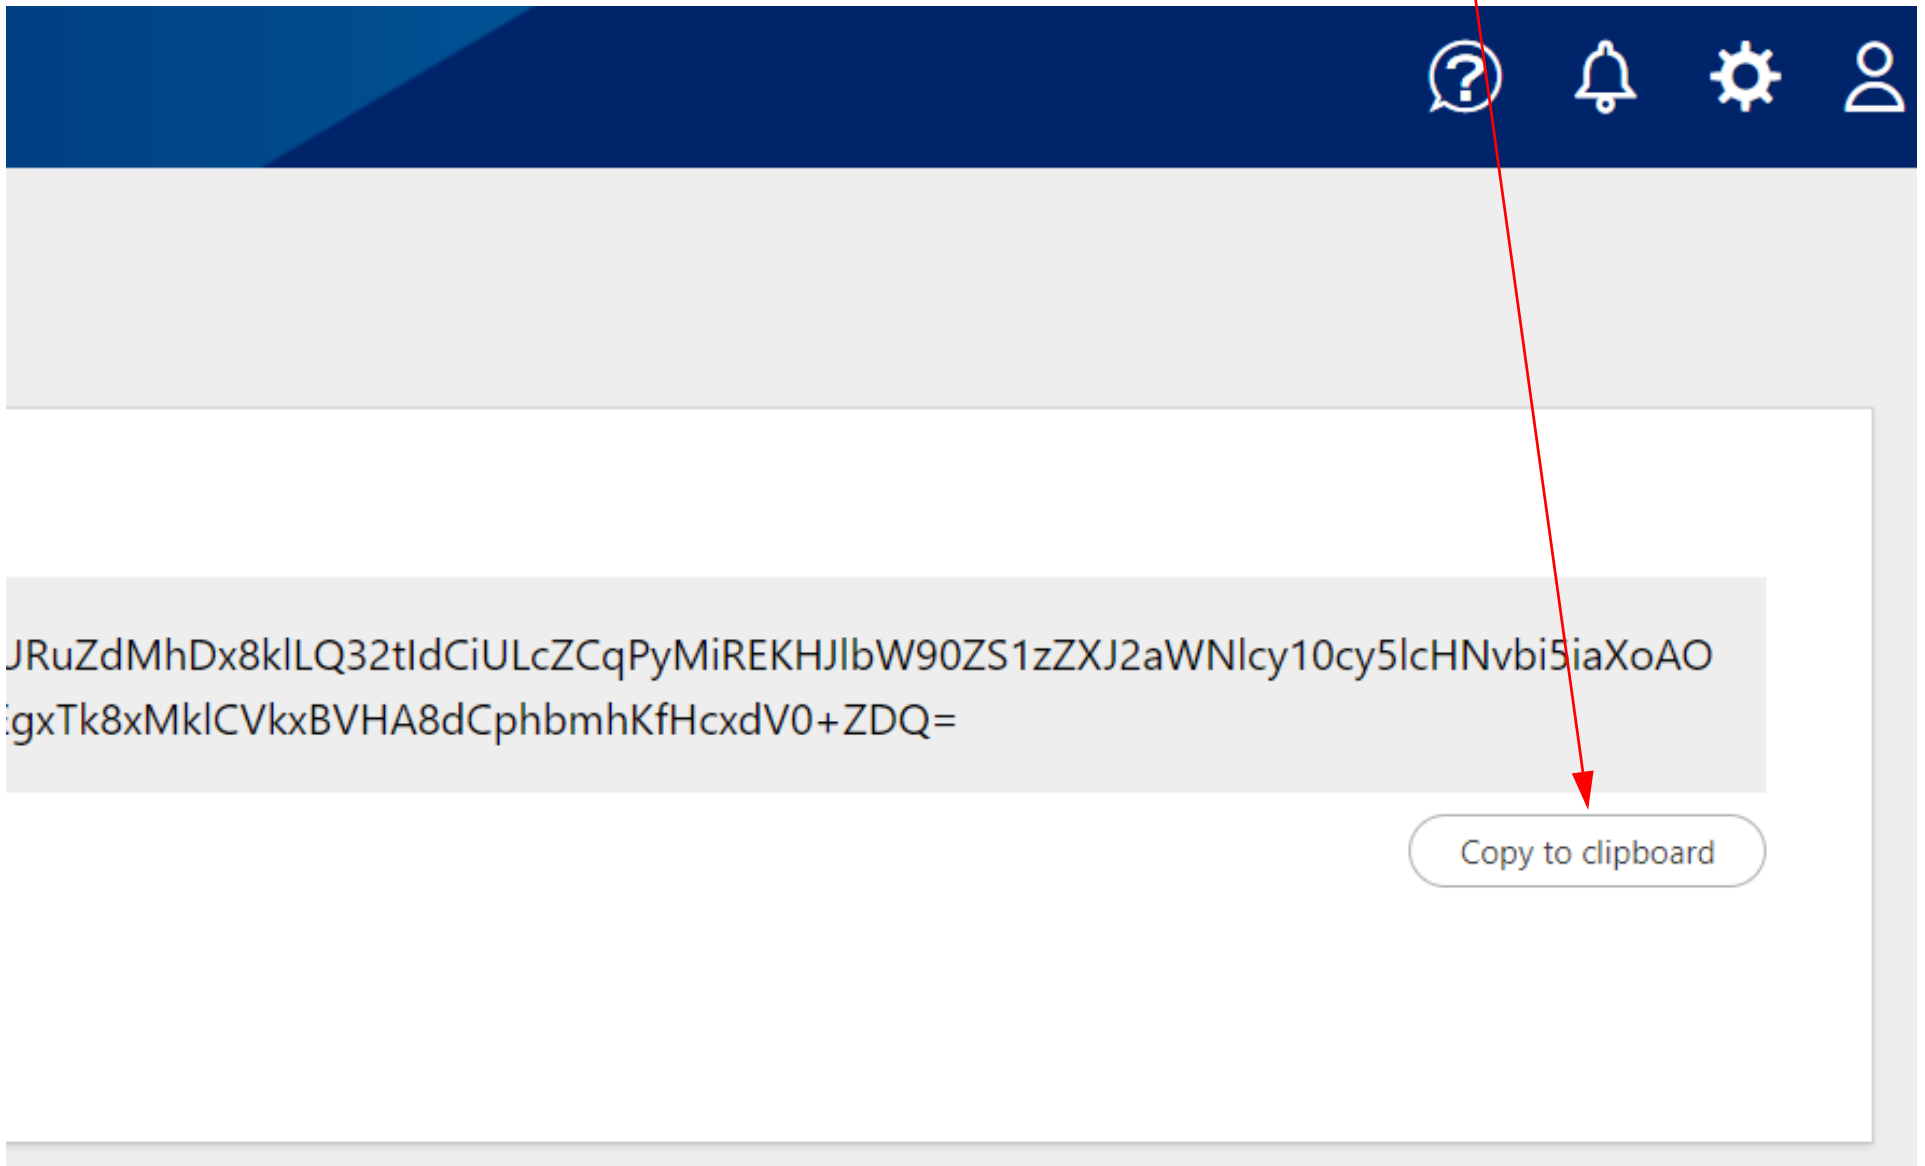 JRuZdMhDx8klLQ32tIdCiULcZCqPyMiREKHJlbW90ZS1zZXJ2aWNlcy10cy5lcHNvbi5iaXoAO
gxTk8xMklCVkxBVHA8dCphbmhKfHcxdV0+ZDQ=
Copy to clipboard